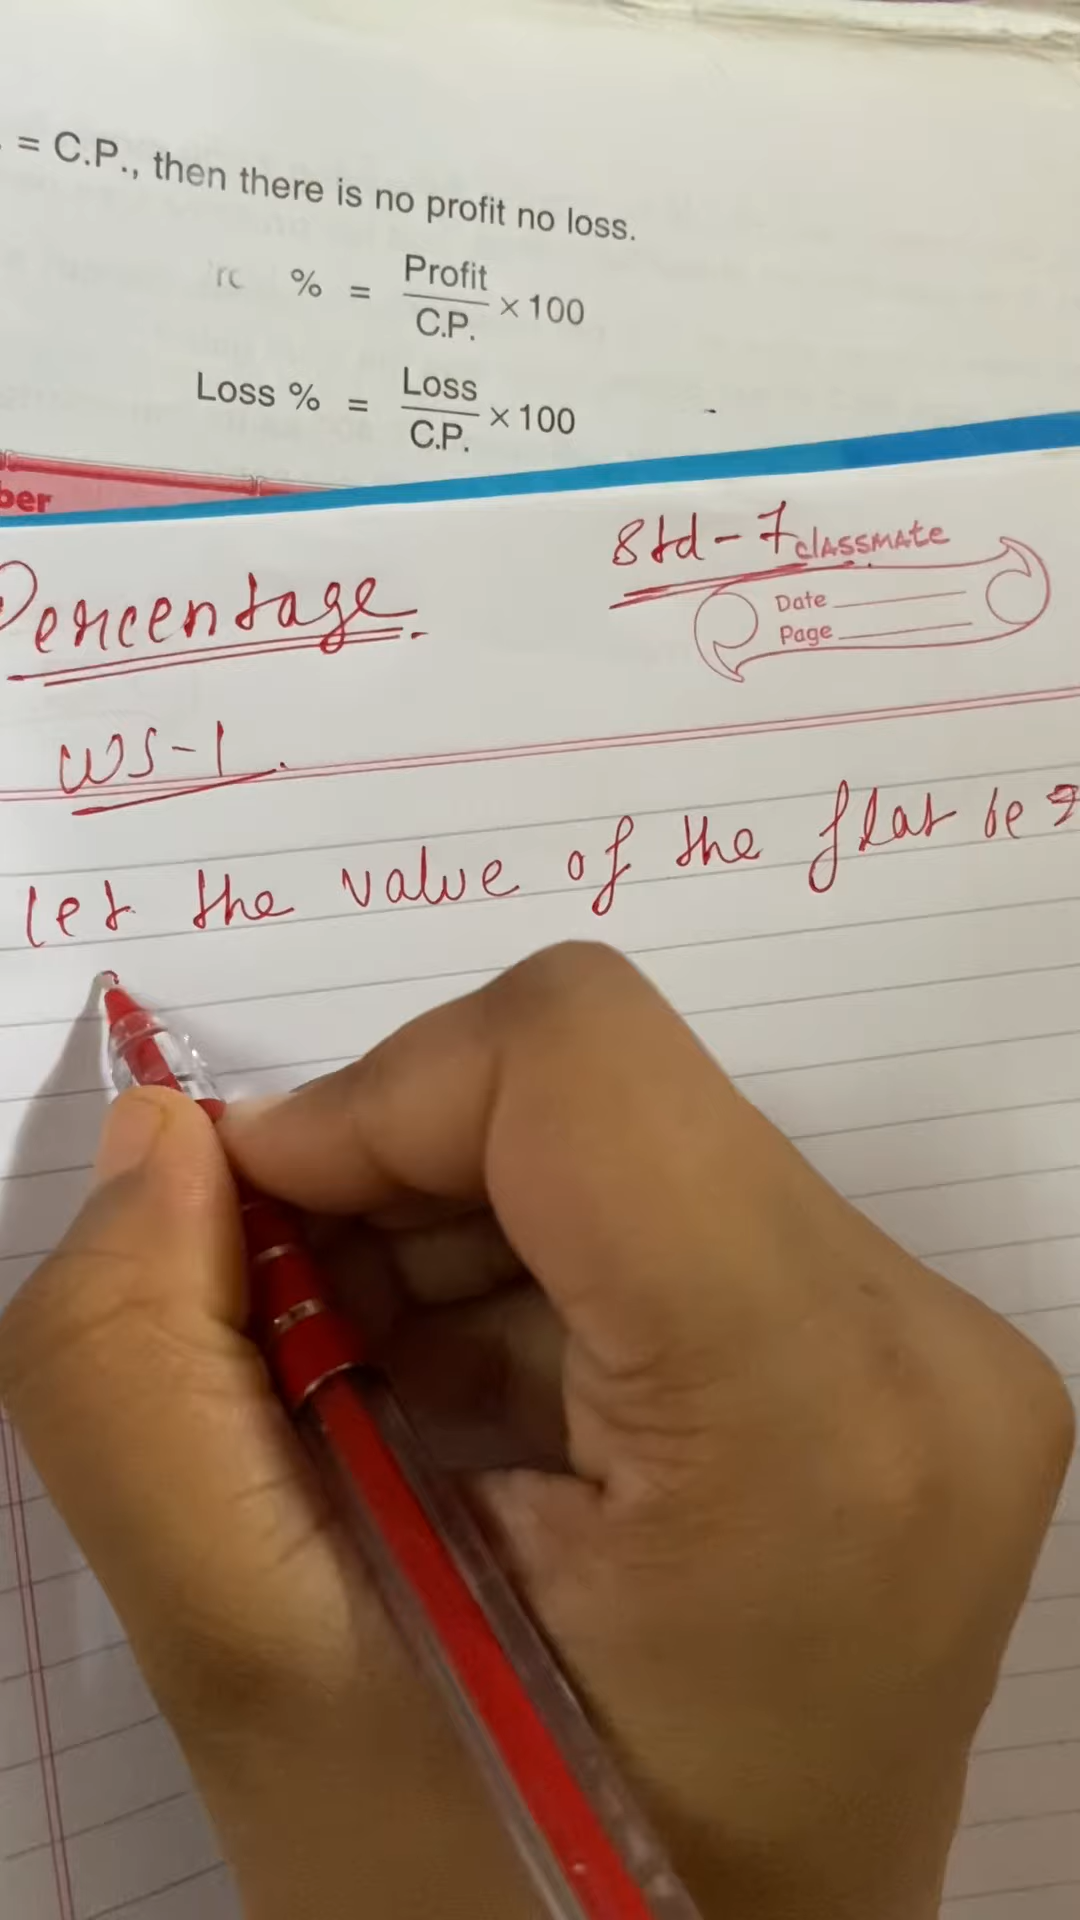 = C.P., then there is no profit no loss.
% = Profit / C.P. × 100
Loss % = Loss / C.P. × 100
ber
Percentage
Std - 7
classmate
Date
Page
WS-1.
let the value of the flat be